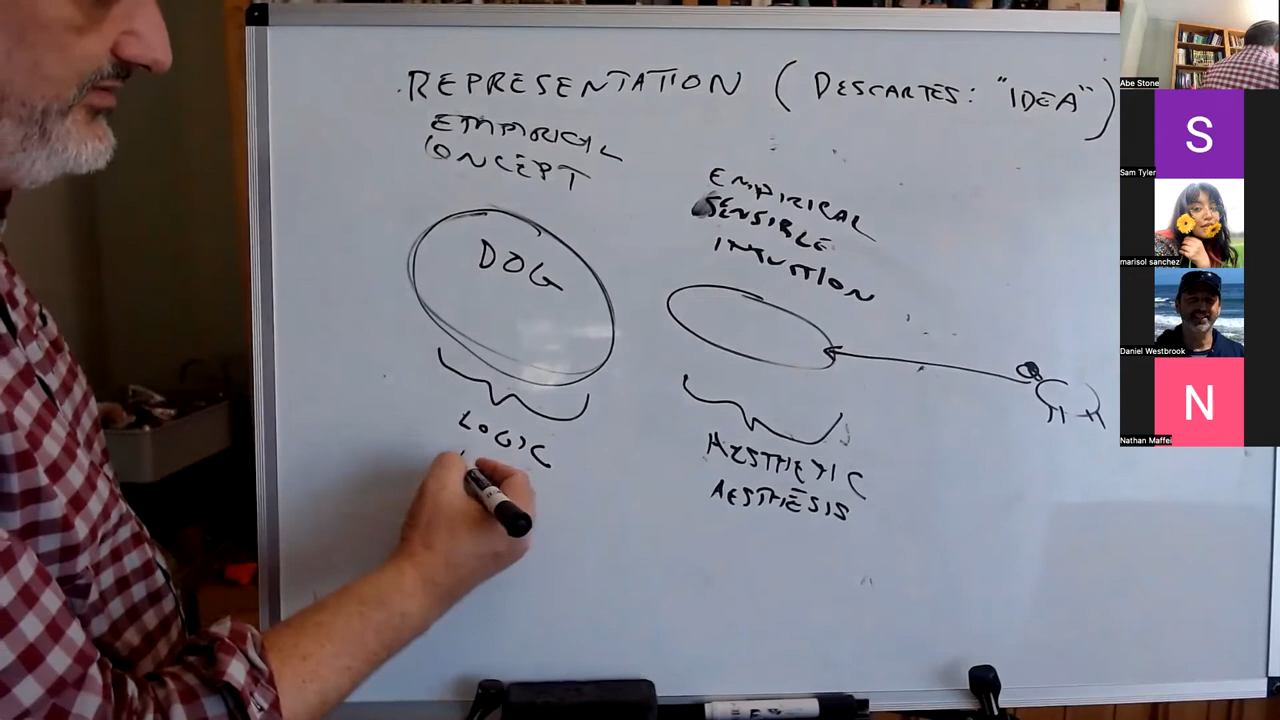 REPRESENTATION (DESCARTES: "IDEA")
EMPIRICAL
CONCEPT
EMPIRICAL
SENSIBLE
INTUITION
DOG
LOGIC
AESTHETIC
AESTHĒSIS
Abe Stone
S
Sam Tyler
marisol sanchez
Daniel Westbrook
N
Nathan Maffei